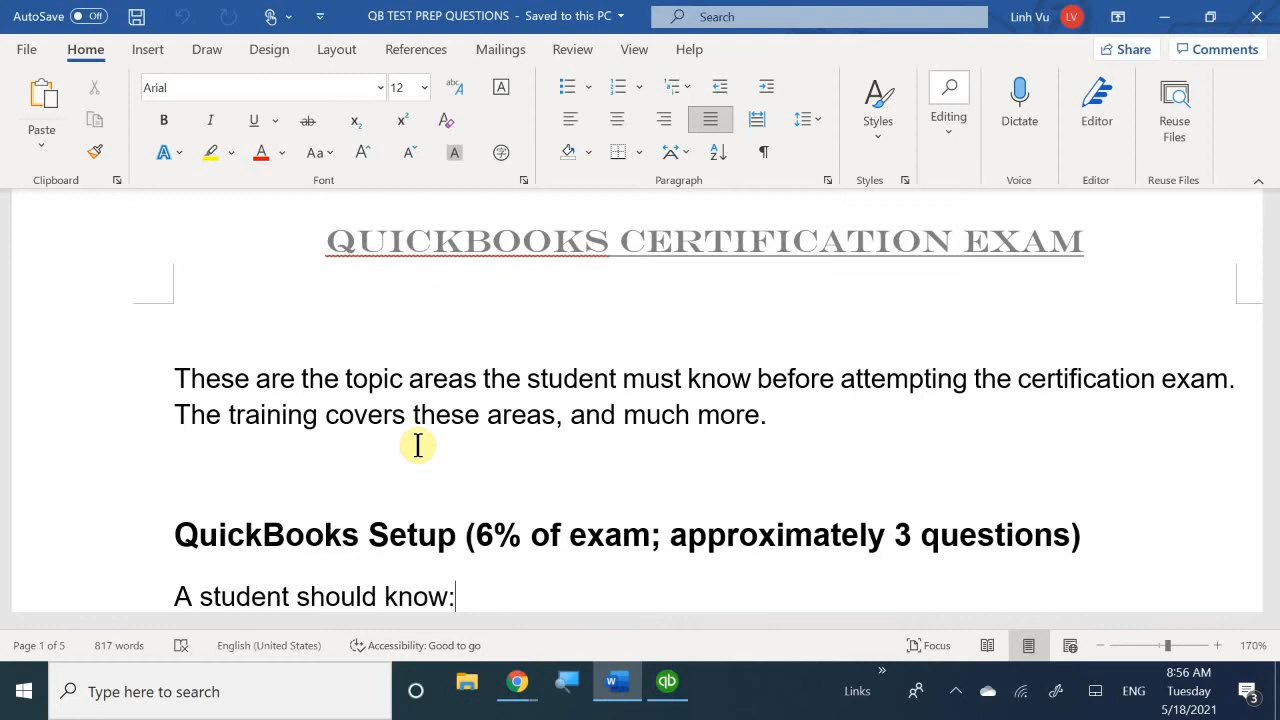 AutoSave Off QB TEST PREP QUESTIONS - Saved to this PC Search Linh Vu LV
File Home Insert Draw Design Layout References Mailings Review View Help Share Comments
Arial 12
Paste Styles Editing Dictate Editor Reuse Files
Clipboard Font Paragraph Styles Voice Editor Reuse Files
QUICKBOOKS CERTIFICATION EXAM
These are the topic areas the student must know before attempting the certification exam.
The training covers these areas, and much more.
QuickBooks Setup (6% of exam; approximately 3 questions)
A student should know:
Page 1 of 5 817 words English (United States) Accessibility: Good to go Focus 170%
Type here to search Links ENG 8:56 AM
Tuesday
5/18/2021 3